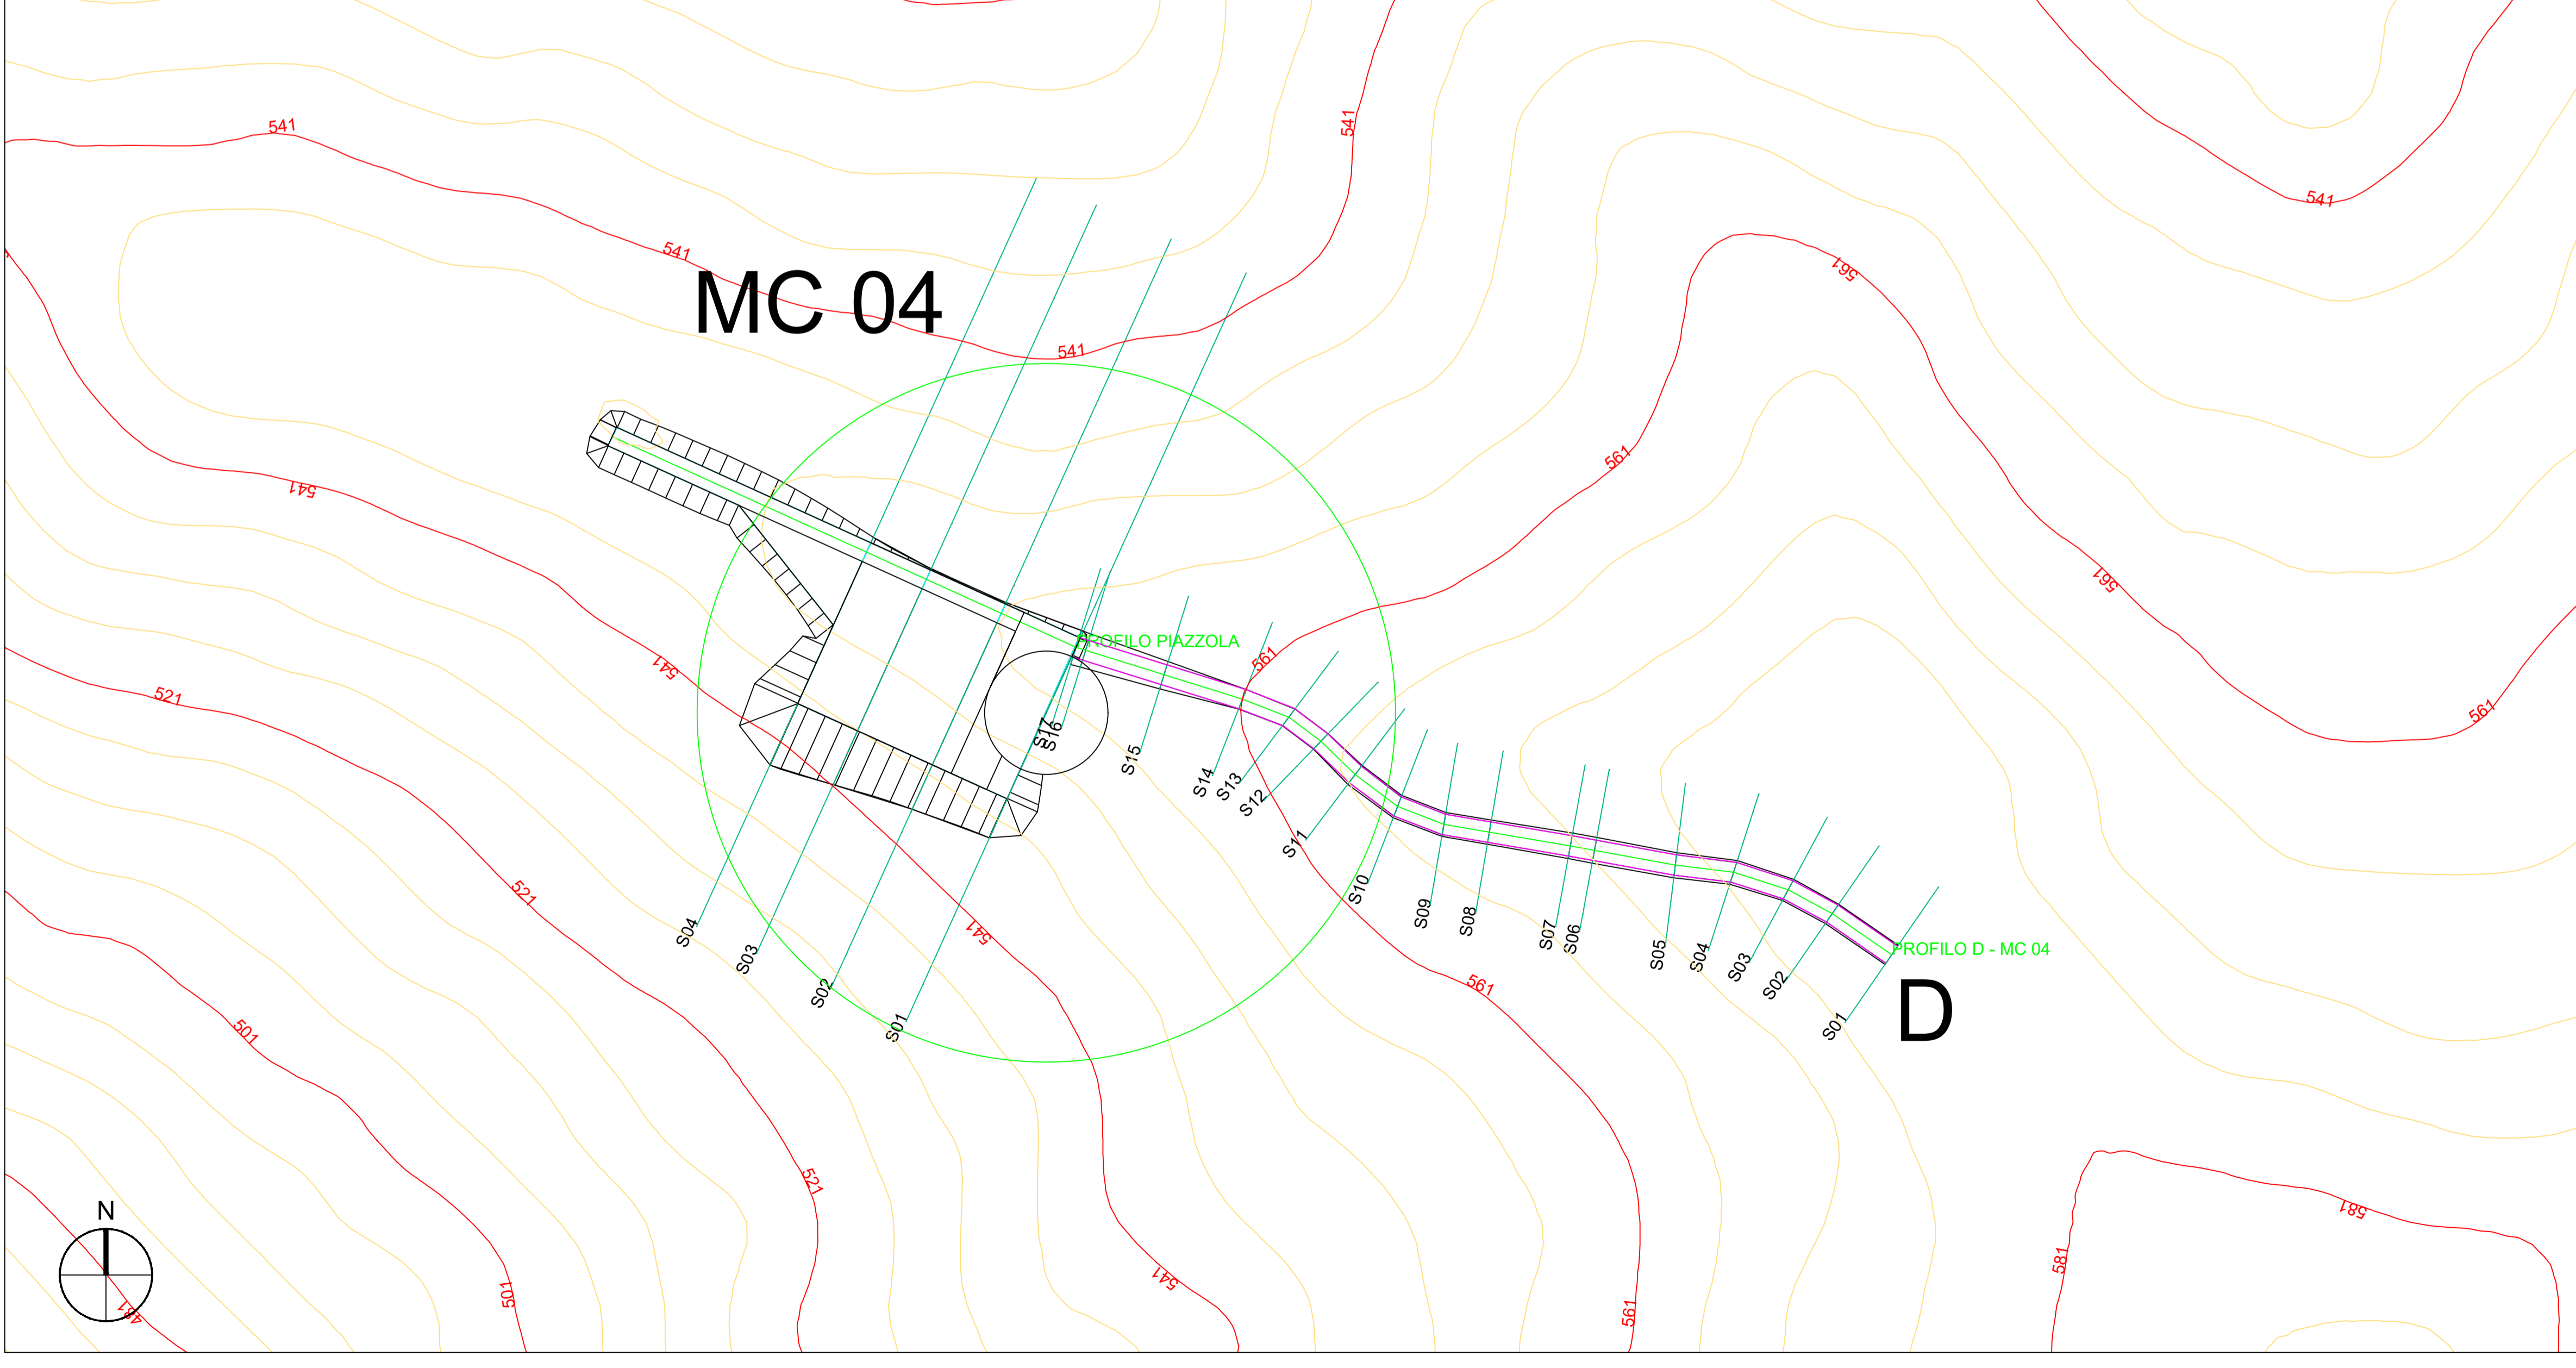 541
541
541
MC 04
541
541
561
561
561
561
561
541
541
521
PROFILO PIAZZOLA
561
S17
S16
S15
S14
S13
S12
S11
S10
S09
S08
S07
S06
S05
S04
S03
S02
S01
PROFILO D - MC 04
D
S04
S03
S02
S01
521
541
561
501
521
541
561
501
481
N
581
581